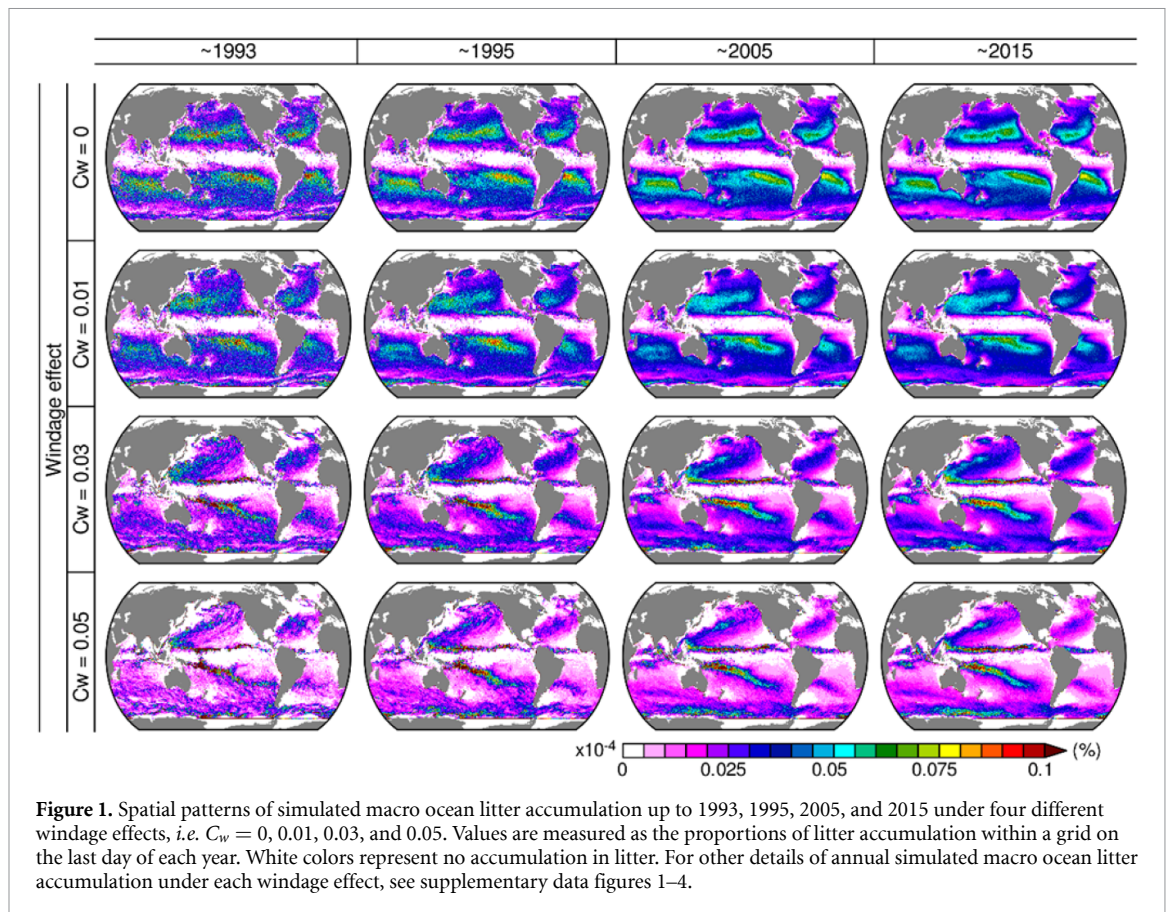 ~1993 ~1995 ~2005 ~2015
Windage effect
Cw = 0
Cw = 0.01
Cw = 0.03
Cw = 0.05
x10-4 (%)
0 0.025 0.05 0.075 0.1
Figure 1. Spatial patterns of simulated macro ocean litter accumulation up to 1993, 1995, 2005, and 2015 under four different
windage effects, i.e. Cw = 0, 0.01, 0.03, and 0.05. Values are measured as the proportions of litter accumulation within a grid on
the last day of each year. White colors represent no accumulation in litter. For other details of annual simulated macro ocean litter
accumulation under each windage effect, see supplementary data figures 1–4.